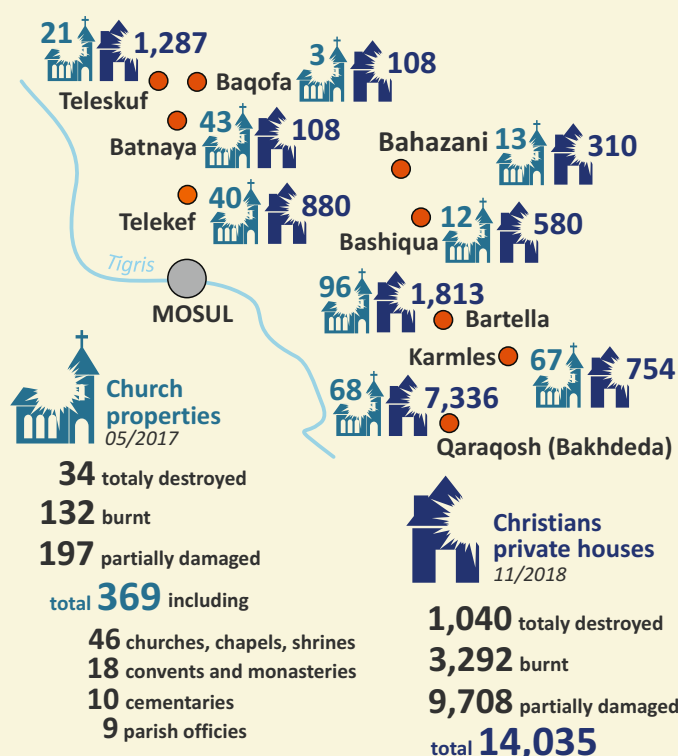 21 1,287
Teleskuf
Baqofa 3 108
Batnaya 43 108
Bahazani 13 310
Telekef 40 880
Bashiqua 12 580
Tigris
MOSUL
96 1,813
Bartella
Karmles 67 754
68 7,336
Qaraqosh (Bakhdeda)
Church
properties
05/2017
34 totaly destroyed
132 burnt
197 partially damaged
total 369 including
46 churches, chapels, shrines
18 convents and monasteries
10 cementaries
9 parish officies
Christians
private houses
11/2018
1,040 totaly destroyed
3,292 burnt
9,708 partially damaged
total 14,035